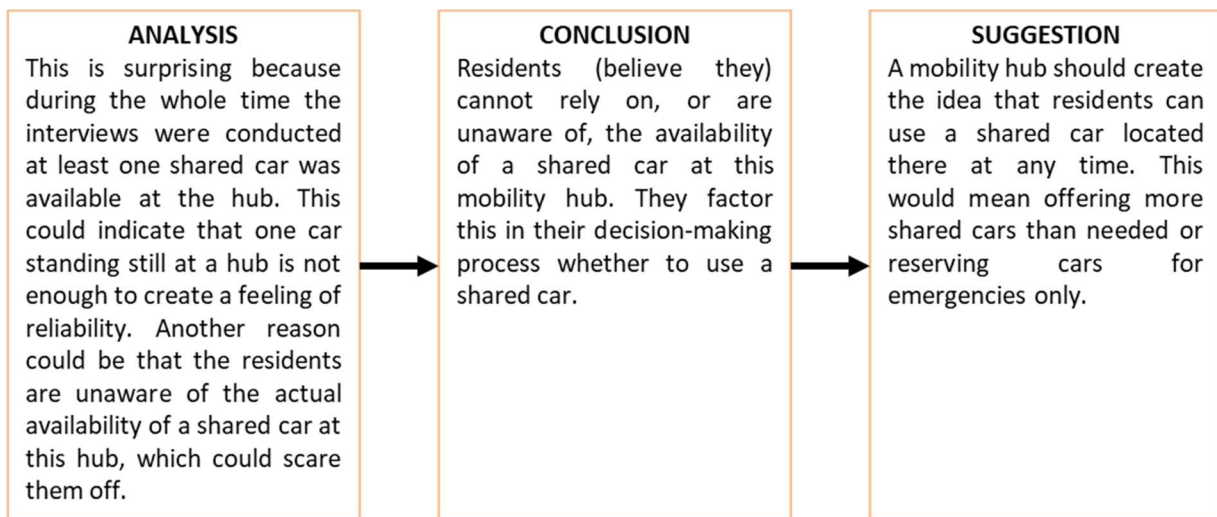 ANALYSIS
This is surprising because
during the whole time the
interviews were conducted
at least one shared car was
available at the hub. This
could indicate that one car
standing still at a hub is not
enough to create a feeling of
reliability. Another reason
could be that the residents
are unaware of the actual
availability of a shared car at
this hub, which could scare
them off.
CONCLUSION
Residents (believe they)
cannot rely on, or are
unaware of, the availability
of a shared car at this
mobility hub. They factor
this in their decision-making
process whether to use a
shared car.
SUGGESTION
A mobility hub should create
the idea that residents can
use a shared car located
there at any time. This
would mean offering more
shared cars than needed or
reserving cars for
emergencies only.